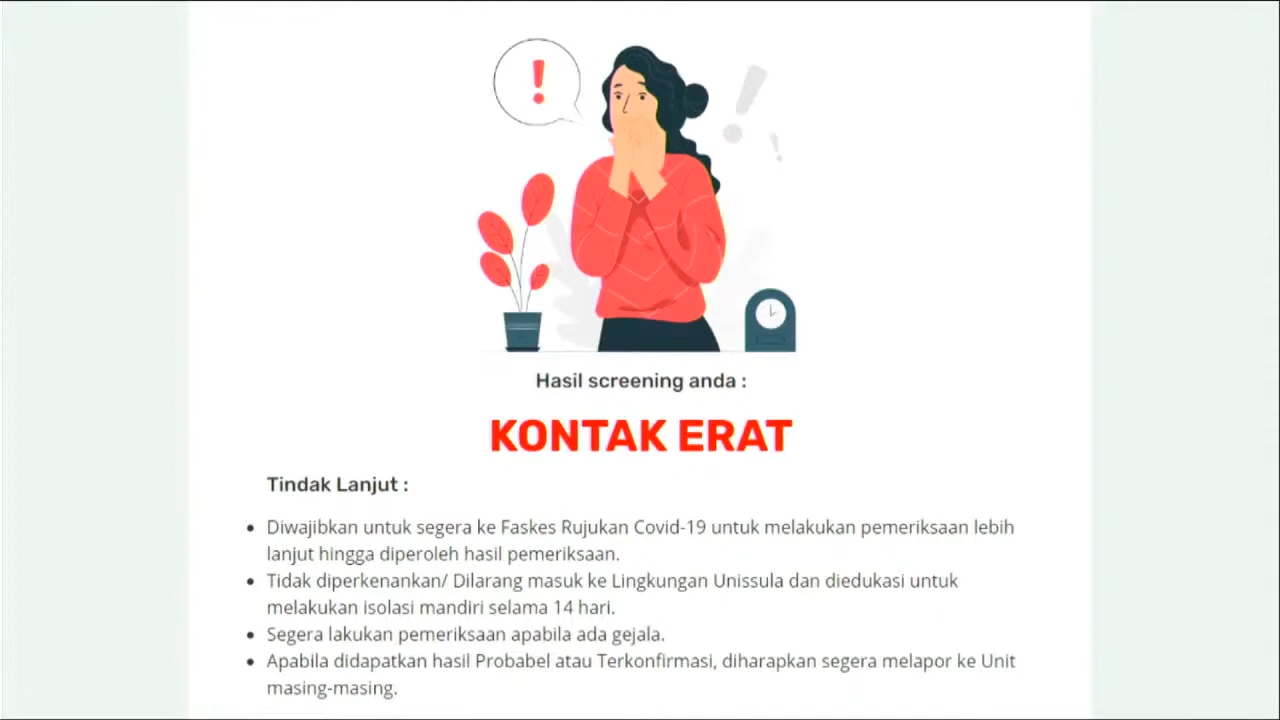 !
Hasil screening anda :
KONTAK ERAT
Tindak Lanjut :
• Diwajibkan untuk segera ke Faskes Rujukan Covid-19 untuk melakukan pemeriksaan lebih
lanjut hingga diperoleh hasil pemeriksaan.
• Tidak diperkenankan/ Dilarang masuk ke Lingkungan Unissula dan diedukasi untuk
melakukan isolasi mandiri selama 14 hari.
• Segera lakukan pemeriksaan apabila ada gejala.
• Apabila didapatkan hasil Probabel atau Terkonfirmasi, diharapkan segera melapor ke Unit
masing-masing.